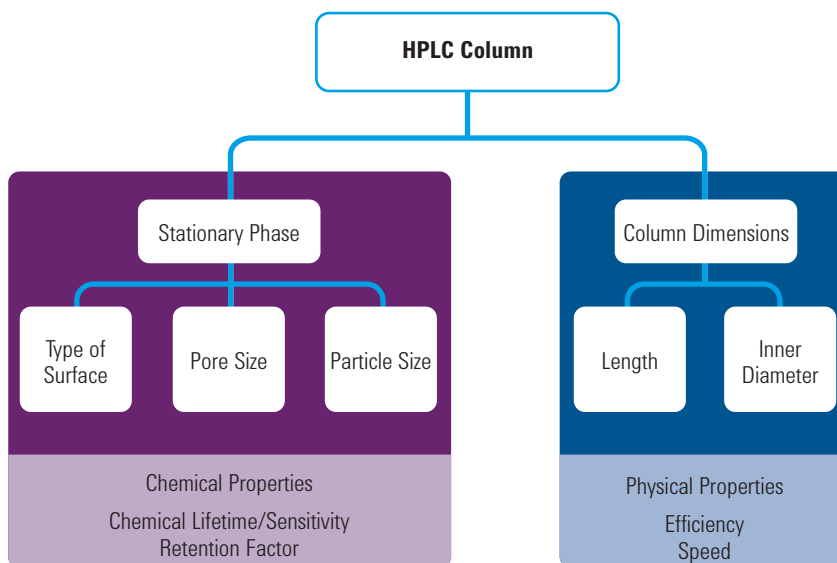 HPLC Column
Stationary Phase
Type of
Surface
Pore Size
Particle Size
Chemical Properties
Chemical Lifetime/Sensitivity
Retention Factor
Column Dimensions
Length
Inner
Diameter
Physical Properties
Efficiency
Speed